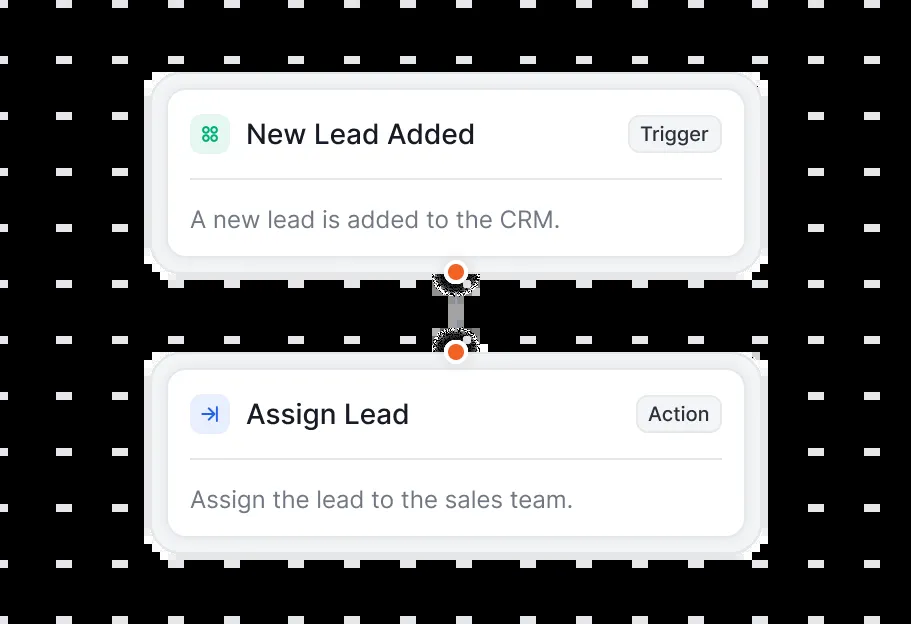 New Lead Added
Trigger
A new lead is added to the CRM.
Assign Lead
Action
Assign the lead to the sales team.